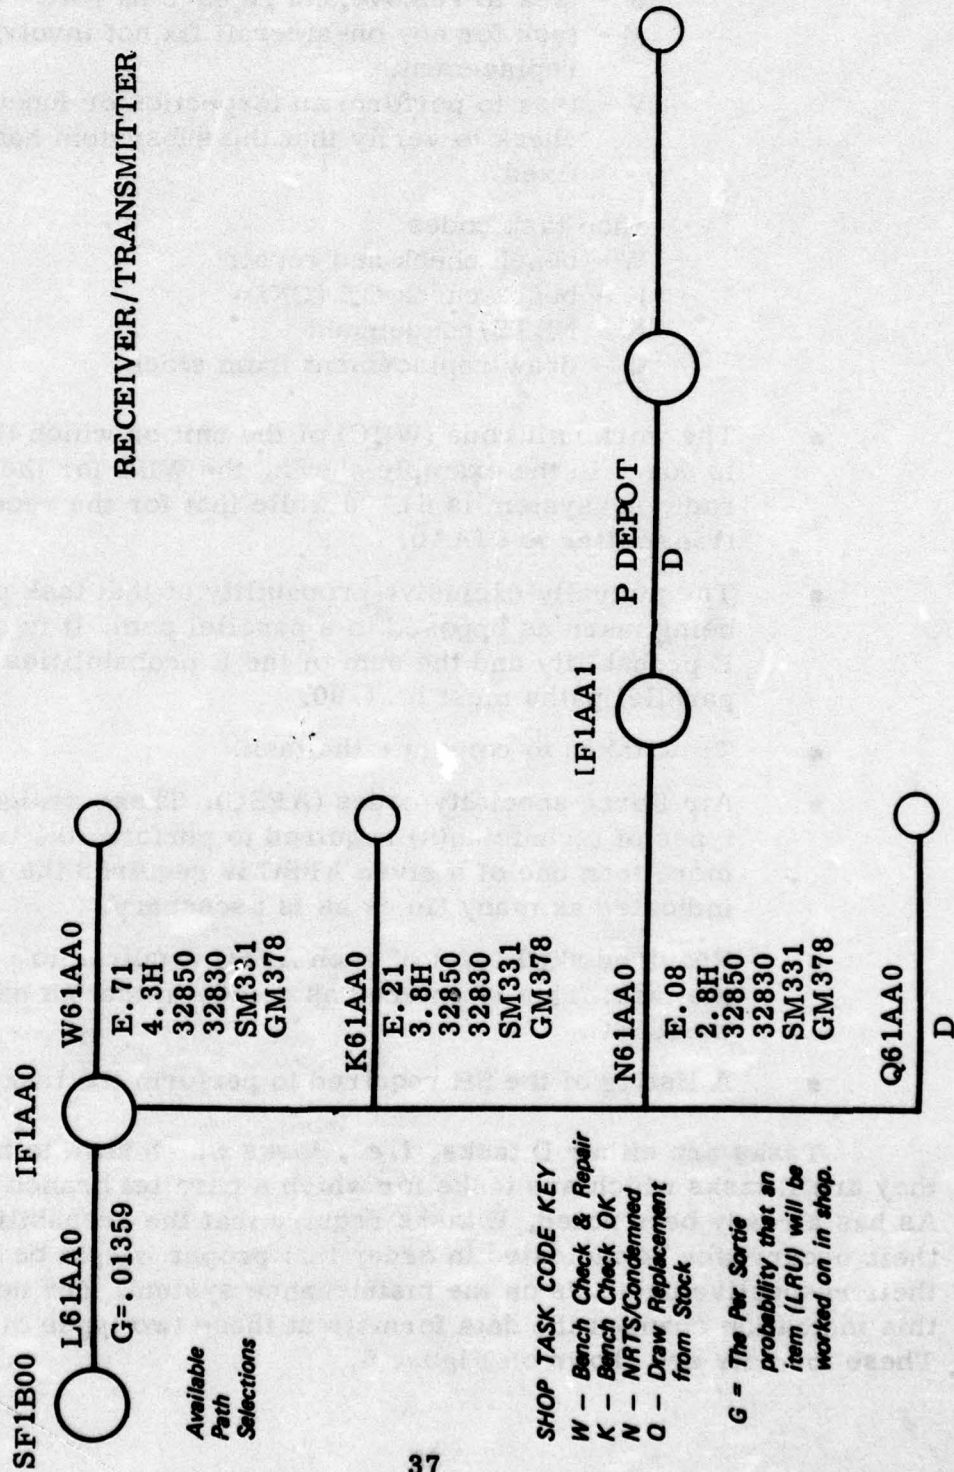 RECEIVER/TRANSMITTER
SF1B00
L61AA0
G=.01359
IF1AA0
W61AA0
E.71
4.3H
32850
32830
SM331
GM378
K61AA0
E.21
3.8H
32850
32830
SM331
GM378
N61AA0
E.08
2.8H
32850
32830
SM331
GM378
IF1AA1
P DEPOT
D
Q61AA0
D
Available
Path
Selections
SHOP TASK CODE KEY
W – Bench Check & Repair
K – Bench Check OK
N – NRTS/Condemned
Q – Draw Replacement
from Stock
G = The Per Sortie
probability that an
item (LRU) will be
worked on in shop.
37